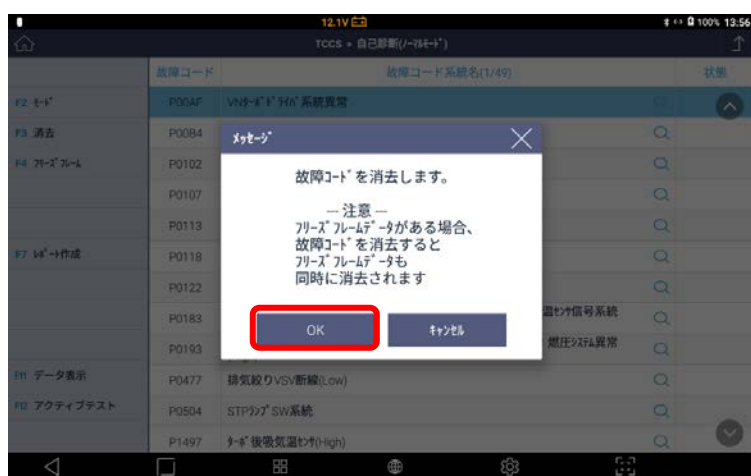 12.1V
100% 13:56
TCCS » 自己診断(ﾉｰﾏﾙﾓｰﾄﾞ)
故障コード 故障コード系統名(1/49) 状態
F2 ﾓｰﾄﾞ
P00AF VNﾀｰﾎﾞﾄﾞﾗｲﾊﾞ系統異常
F3 消去
P00B4
F4 ﾌﾘｰｽﾞﾌﾚｰﾑ
P0102
P0107
P0113
F7 ﾚﾎﾟｰﾄ作成
P0118
P0122
P0183 温ｾﾝｻ信号系統
P0193 燃圧ｼｽﾃﾑ異常
F11 データ表示
P0477 排気絞りVSV断線(Low)
F12 アクティブテスト
P0504 STPﾗﾝﾌﾟSW系統
P1497 ﾀｰﾎﾞ後吸気温ｾﾝｻ(High)
ﾒｯｾｰｼﾞ
故障ｺｰﾄﾞを消去します。
― 注意 ―
ﾌﾘｰｽﾞﾌﾚｰﾑﾃﾞｰﾀがある場合、
故障ｺｰﾄﾞを消去すると
ﾌﾘｰｽﾞﾌﾚｰﾑﾃﾞｰﾀも
同時に消去されます
OK
ｷｬﾝｾﾙ